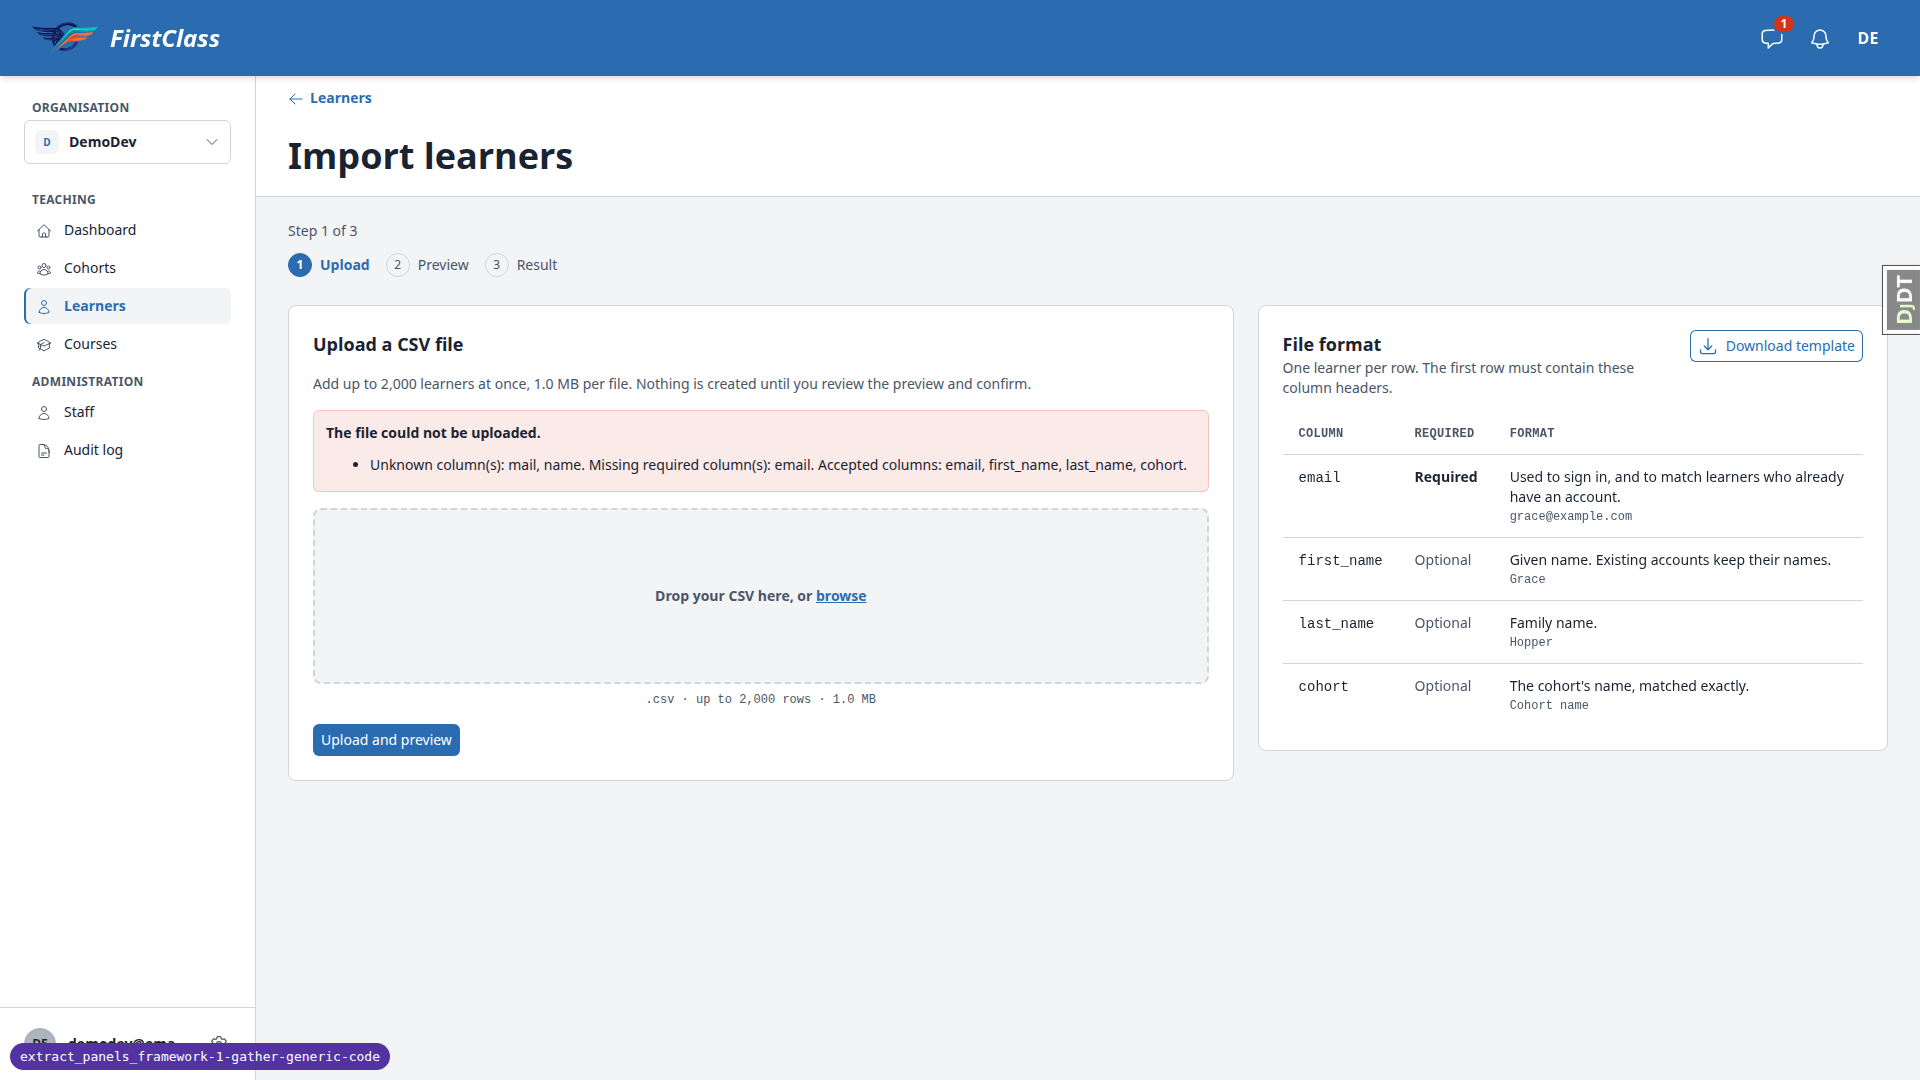 FirstClass
1
DE
ORGANISATION
D DemoDev
TEACHING
Dashboard
Cohorts
Learners
Courses
ADMINISTRATION
Staff
Audit log
extract_panels_framework-1-gather-generic-code
Learners
Import learners
Step 1 of 3
1 Upload 2 Preview 3 Result
Upload a CSV file
Add up to 2,000 learners at once, 1.0 MB per file. Nothing is created until you review the preview and confirm.
The file could not be uploaded.
• Unknown column(s): mail, name. Missing required column(s): email. Accepted columns: email, first_name, last_name, cohort.
Drop your CSV here, or browse
.csv · up to 2,000 rows · 1.0 MB
Upload and preview
File format
Download template
One learner per row. The first row must contain these
column headers.
COLUMN REQUIRED FORMAT
email Required Used to sign in, and to match learners who already
have an account.
grace@example.com
first_name Optional Given name. Existing accounts keep their names.
Grace
last_name Optional Family name.
Hopper
cohort Optional The cohort's name, matched exactly.
Cohort name
DjDT